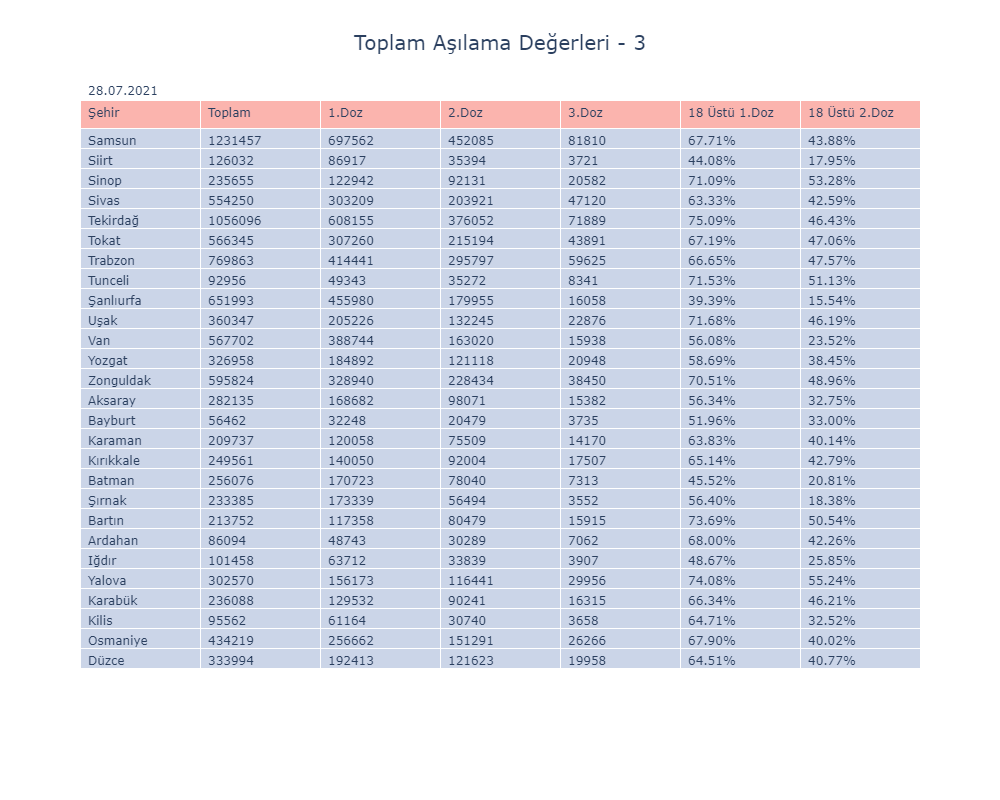 Toplam Aşılama Değerleri - 3
28.07.2021
Şehir Toplam 1.Doz 2.Doz 3.Doz 18 Üstü 1.Doz 18 Üstü 2.Doz
Samsun 1231457 697562 452085 81810 67.71% 43.88%
Siirt 126032 86917 35394 3721 44.08% 17.95%
Sinop 235655 122942 92131 20582 71.09% 53.28%
Sivas 554250 303209 203921 47120 63.33% 42.59%
Tekirdağ 1056096 608155 376052 71889 75.09% 46.43%
Tokat 566345 307260 215194 43891 67.19% 47.06%
Trabzon 769863 414441 295797 59625 66.65% 47.57%
Tunceli 92956 49343 35272 8341 71.53% 51.13%
Şanlıurfa 651993 455980 179955 16058 39.39% 15.54%
Uşak 360347 205226 132245 22876 71.68% 46.19%
Van 567702 388744 163020 15938 56.08% 23.52%
Yozgat 326958 184892 121118 20948 58.69% 38.45%
Zonguldak 595824 328940 228434 38450 70.51% 48.96%
Aksaray 282135 168682 98071 15382 56.34% 32.75%
Bayburt 56462 32248 20479 3735 51.96% 33.00%
Karaman 209737 120058 75509 14170 63.83% 40.14%
Kırıkkale 249561 140050 92004 17507 65.14% 42.79%
Batman 256076 170723 78040 7313 45.52% 20.81%
Şırnak 233385 173339 56494 3552 56.40% 18.38%
Bartın 213752 117358 80479 15915 73.69% 50.54%
Ardahan 86094 48743 30289 7062 68.00% 42.26%
Iğdır 101458 63712 33839 3907 48.67% 25.85%
Yalova 302570 156173 116441 29956 74.08% 55.24%
Karabük 236088 129532 90241 16315 66.34% 46.21%
Kilis 95562 61164 30740 3658 64.71% 32.52%
Osmaniye 434219 256662 151291 26266 67.90% 40.02%
Düzce 333994 192413 121623 19958 64.51% 40.77%